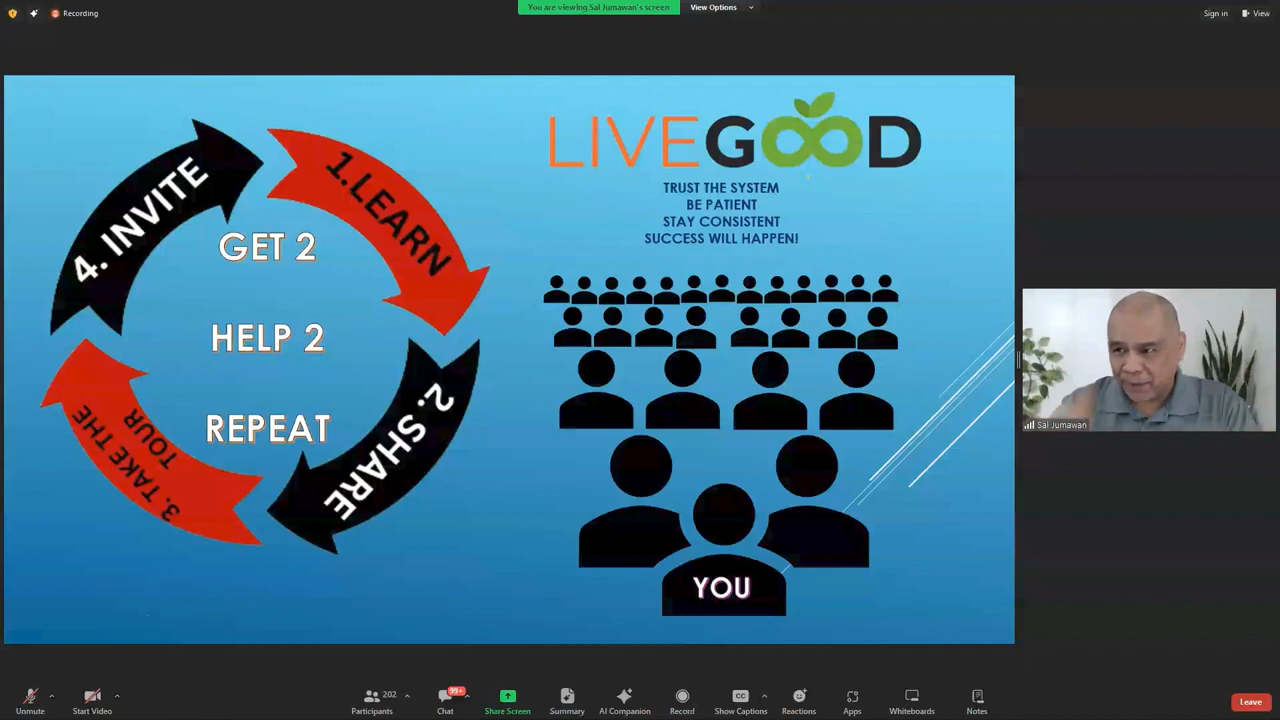 Recording
You are viewing Sal Jumawan's screen
View Options
Sign in
View
4. INVITE
1.LEARN
2. SHARE
3. TAKE THE
TOUR
GET 2
HELP 2
REPEAT
LIVEGOOD
TRUST THE SYSTEM
BE PATIENT
STAY CONSISTENT
SUCCESS WILL HAPPEN!
YOU
Sal Jumawan
Unmute
Start Video
202
Participants
99+
Chat
Share Screen
Summary
AI Companion
Record
CC
Show Captions
Reactions
Apps
Whiteboards
Notes
Leave